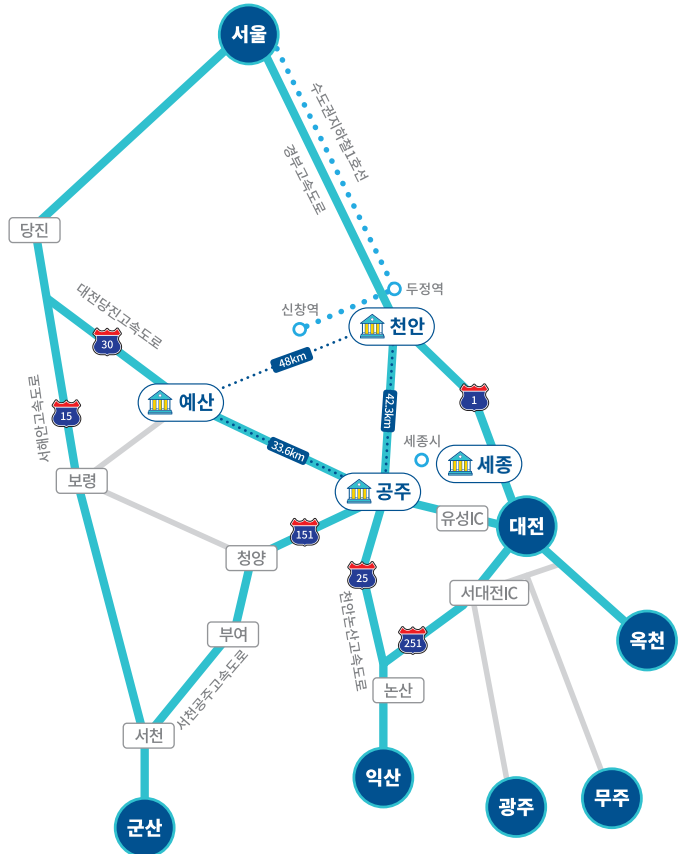 서울
수도권지하철1호선
경부고속도로
당진
두정역
신창역
천안
대전당진고속도로
30
48km
1
예산
15
서해안고속도로
42.3km
33.6km
세종시
세종
보령
공주
유성IC
대전
151
청양
25
서대전IC
천안논산고속도로
부여
251
옥천
서천공주고속도로
논산
서천
익산
광주
무주
군산